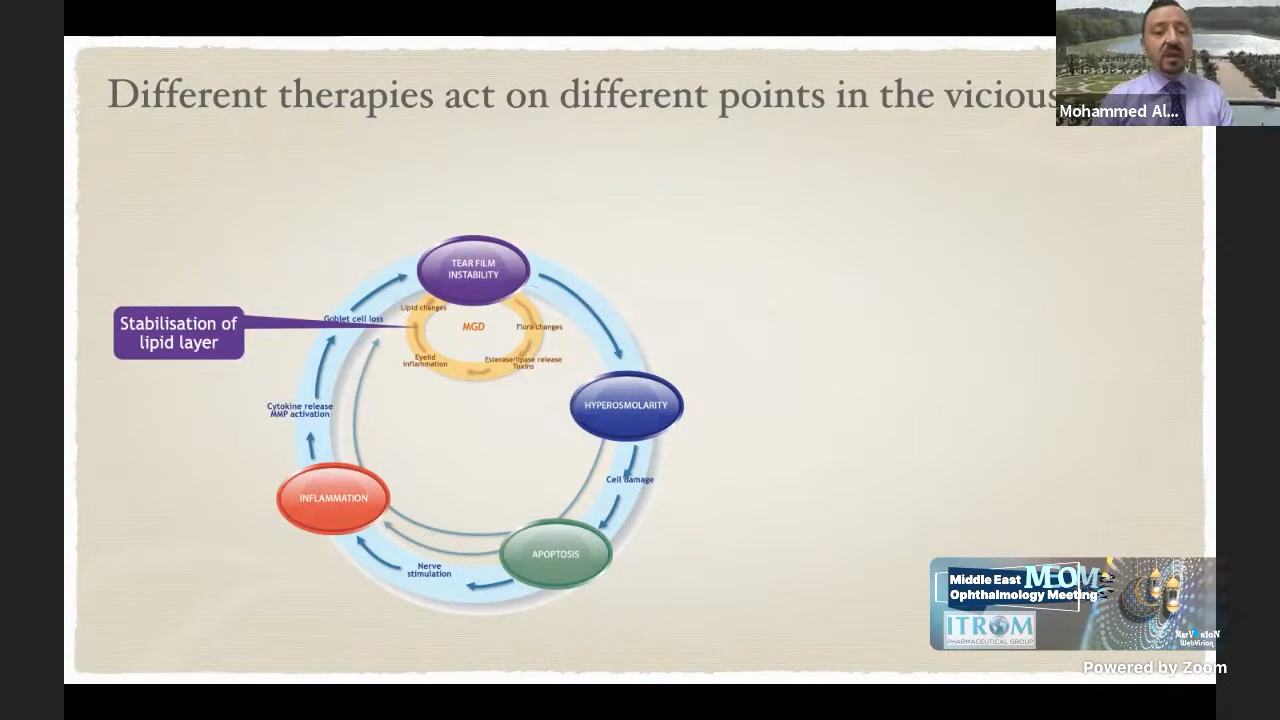 Different therapies act on different points in the vicious
Mohammed Al...
TEAR FILM
INSTABILITY
Lipid changes
Goblet cell loss
MGD
Flora changes
Stabilisation of
lipid layer
Eyelid
inflammation
Esterase/lipase release
Toxins
HYPEROSMOLARITY
Cytokine release
MMP activation
Cell damage
INFLAMMATION
APOPTOSIS
Nerve
stimulation
Middle East MEOM
Ophthalmology Meeting
ITROM
PHARMACEUTICAL GROUP
WebVision
Powered by Zoom